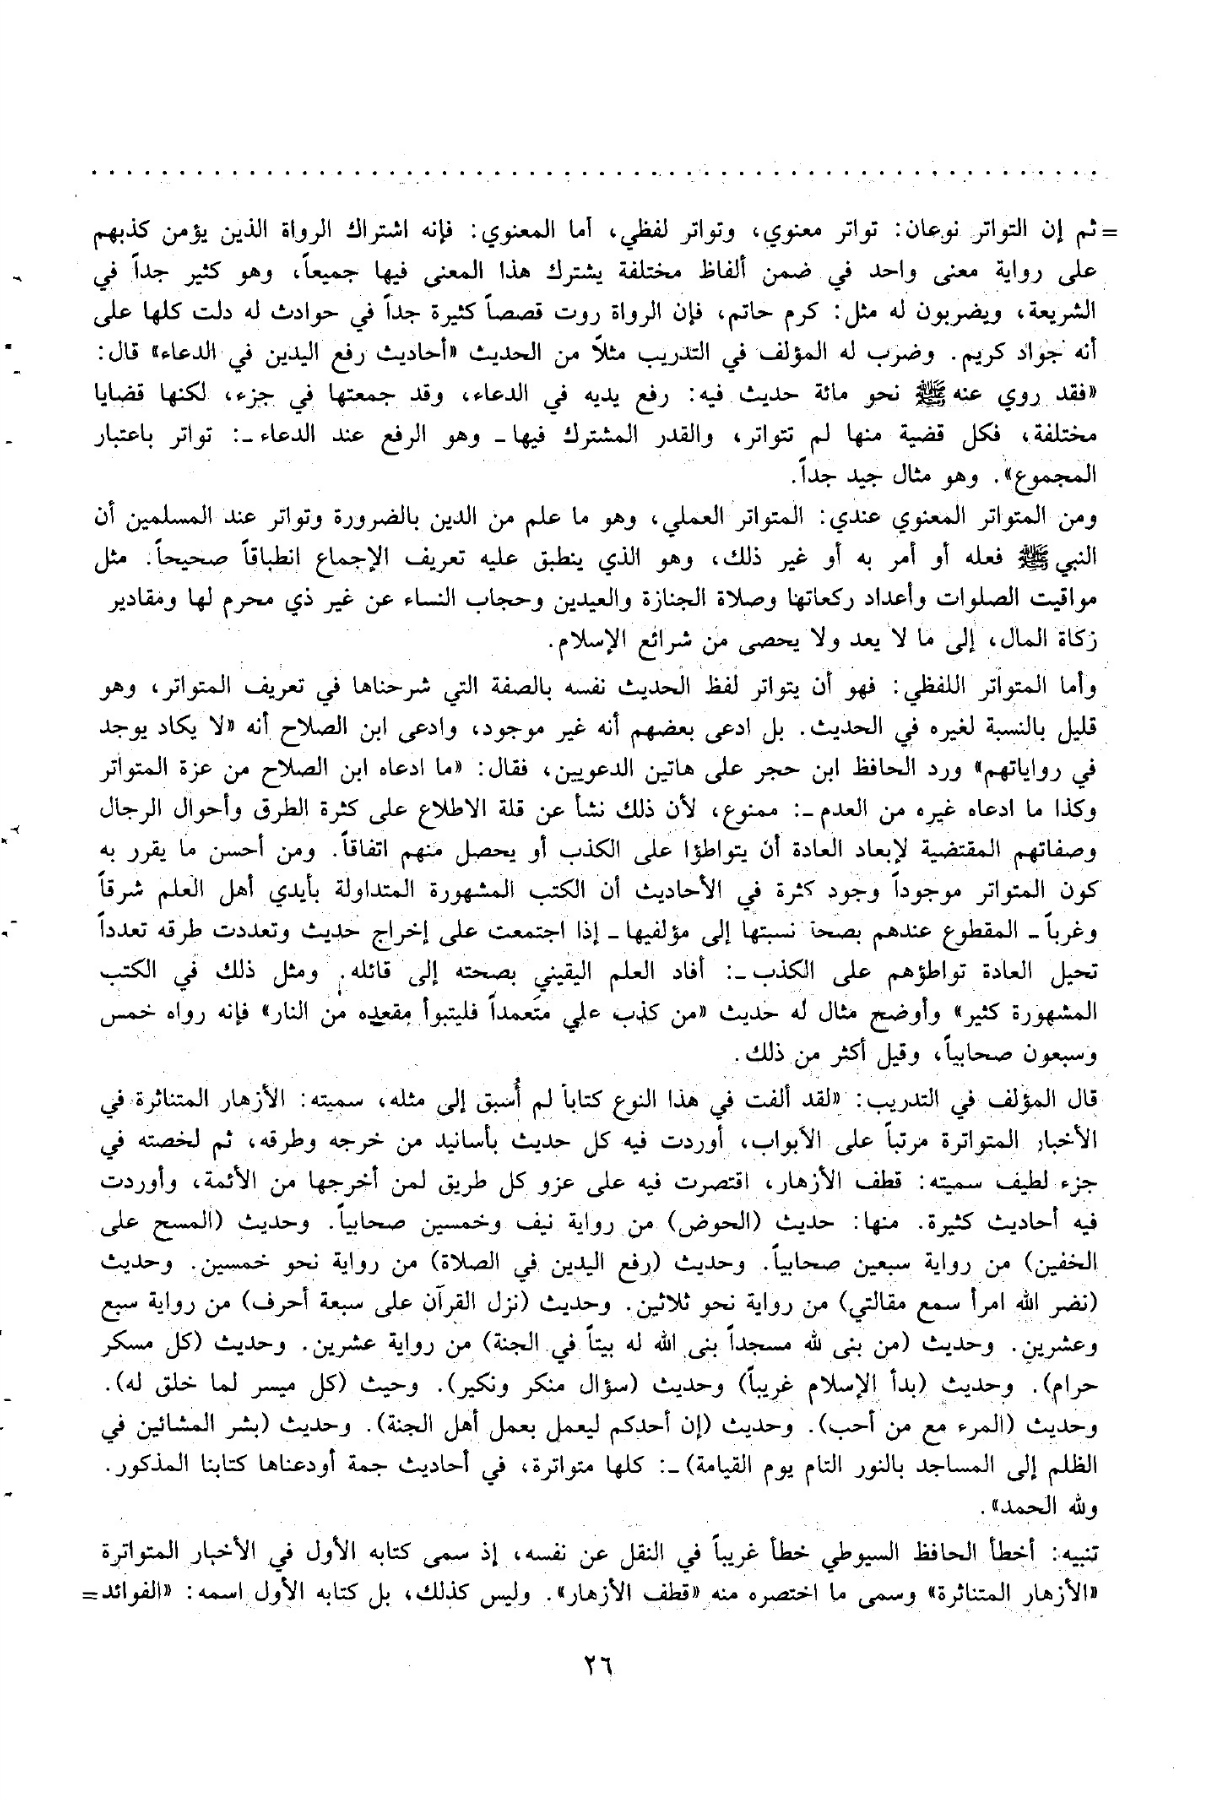 = ثم إن التواتر نوعان: تواتر معنوي، وتواتر لفظي، أما المعنوي: فإنه اشتراك الرواة الذين يؤمن كذبهم
على رواية معنى واحد في ضمن ألفاظ مختلفة يشترك هذا المعنى فيها جميعاً، وهو كثير جداً في
الشريعة، ويضربون له مثل: كرم حاتم، فإن الرواة روت قصصاً كثيرة جداً في حوادث له دلت كلها على
أنه جواد كريم. وضرب له المؤلف في التدريب مثلاً من الحديث «أحاديث رفع اليدين في الدعاء» قال:
«فقد روي عنه ﷺ نحو مائة حديث فيه: رفع يديه في الدعاء، وقد جمعتها في جزء، لكنها قضايا
مختلفة، فكل قضية منها لم تتواتر، والقدر المشترك فيها ـ وهو الرفع عند الدعاء ـ: تواتر باعتبار
المجموع». وهو مثال جيد جداً.
ومن المتواتر المعنوي عندي: المتواتر العملي، وهو ما علم من الدين بالضرورة وتواتر عند المسلمين أن
النبي ﷺ فعله أو أمر به أو غير ذلك، وهو الذي ينطبق عليه تعريف الإجماع انطباقاً صحيحاً. مثل
مواقيت الصلوات وأعداد ركعاتها وصلاة الجنازة والعيدين وحجاب النساء عن غير ذي محرم لها ومقادير
زكاة المال، إلى ما لا يعد ولا يحصى من شرائع الإسلام.
وأما المتواتر اللفظي: فهو أن يتواتر لفظ الحديث نفسه بالصفة التي شرحناها في تعريف المتواتر، وهو
قليل بالنسبة لغيره في الحديث. بل ادعى بعضهم أنه غير موجود، وادعى ابن الصلاح أنه «لا يكاد يوجد
في رواياتهم» ورد الحافظ ابن حجر على هاتين الدعويين، فقال: «ما ادعاه ابن الصلاح من عزة المتواتر
وكذا ما ادعاه غيره من العدم ـ: ممنوع، لأن ذلك نشأ عن قلة الاطلاع على كثرة الطرق وأحوال الرجال
وصفاتهم المقتضية لإبعاد العادة أن يتواطؤا على الكذب أو يحصل منهم اتفاقاً. ومن أحسن ما يقرر به
كون المتواتر موجوداً وجود كثرة في الأحاديث أن الكتب المشهورة المتداولة بأيدي أهل العلم شرقاً
وغرباً ـ المقطوع عندهم بصحة نسبتها إلى مؤلفيها ـ إذا اجتمعت على إخراج حديث وتعددت طرقه تعدداً
تحيل العادة تواطؤهم على الكذب ـ: أفاد العلم اليقيني بصحته إلى قائله. ومثل ذلك في الكتب
المشهورة كثير» وأوضح مثال له حديث «من كذب علي متَعمداً فليتبوأ مقعده من النار» فإنه رواه خمس
وسبعون صحابياً، وقيل أكثر من ذلك.
قال المؤلف في التدريب: «لقد ألفت في هذا النوع كتاباً لم أُسبق إلى مثله، سميته: الأزهار المتناثرة في
الأخبار المتواترة مرتباً على الأبواب، أوردت فيه كل حديث بأسانيد من خرجه وطرقه، ثم لخصته في
جزء لطيف سميته: قطف الأزهار، اقتصرت فيه على عزو كل طريق لمن أخرجها من الأئمة، وأوردت
فيه أحاديث كثيرة. منها: حديث (الحوض) من رواية نيف وخمسين صحابياً. وحديث (المسح على
الخفين) من رواية سبعين صحابياً. وحديث (رفع اليدين في الصلاة) من رواية نحو خمسين. وحديث
(نضر الله امرأ سمع مقالتي) من رواية نحو ثلاثين. وحديث (نزل القرآن على سبعة أحرف) من رواية سبع
وعشرين. وحديث (من بنى لله مسجداً بنى الله له بيتاً في الجنة) من رواية عشرين. وحديث (كل مسكر
حرام). وحديث (بدأ الإسلام غريباً) وحديث (سؤال منكر ونكير). وحيث (كل ميسر لما خلق له).
وحديث (المرء مع من أحب). وحديث (إن أحدكم ليعمل بعمل أهل الجنة). وحديث (بشر المشائين في
الظلم إلى المساجد بالنور التام يوم القيامة) ـ: كلها متواترة، في أحاديث جمة أودعناها كتابنا المذكور.
ولله الحمد».
تنبيه: أخطأ الحافظ السيوطي خطأ غريباً في النقل عن نفسه، إذ سمى كتابه الأول في الأخبار المتواترة
«الأزهار المتناثرة» وسمى ما اختصره منه «قطف الأزهار». وليس كذلك، بل كتابه الأول اسمه: «الفوائد =
٢٦